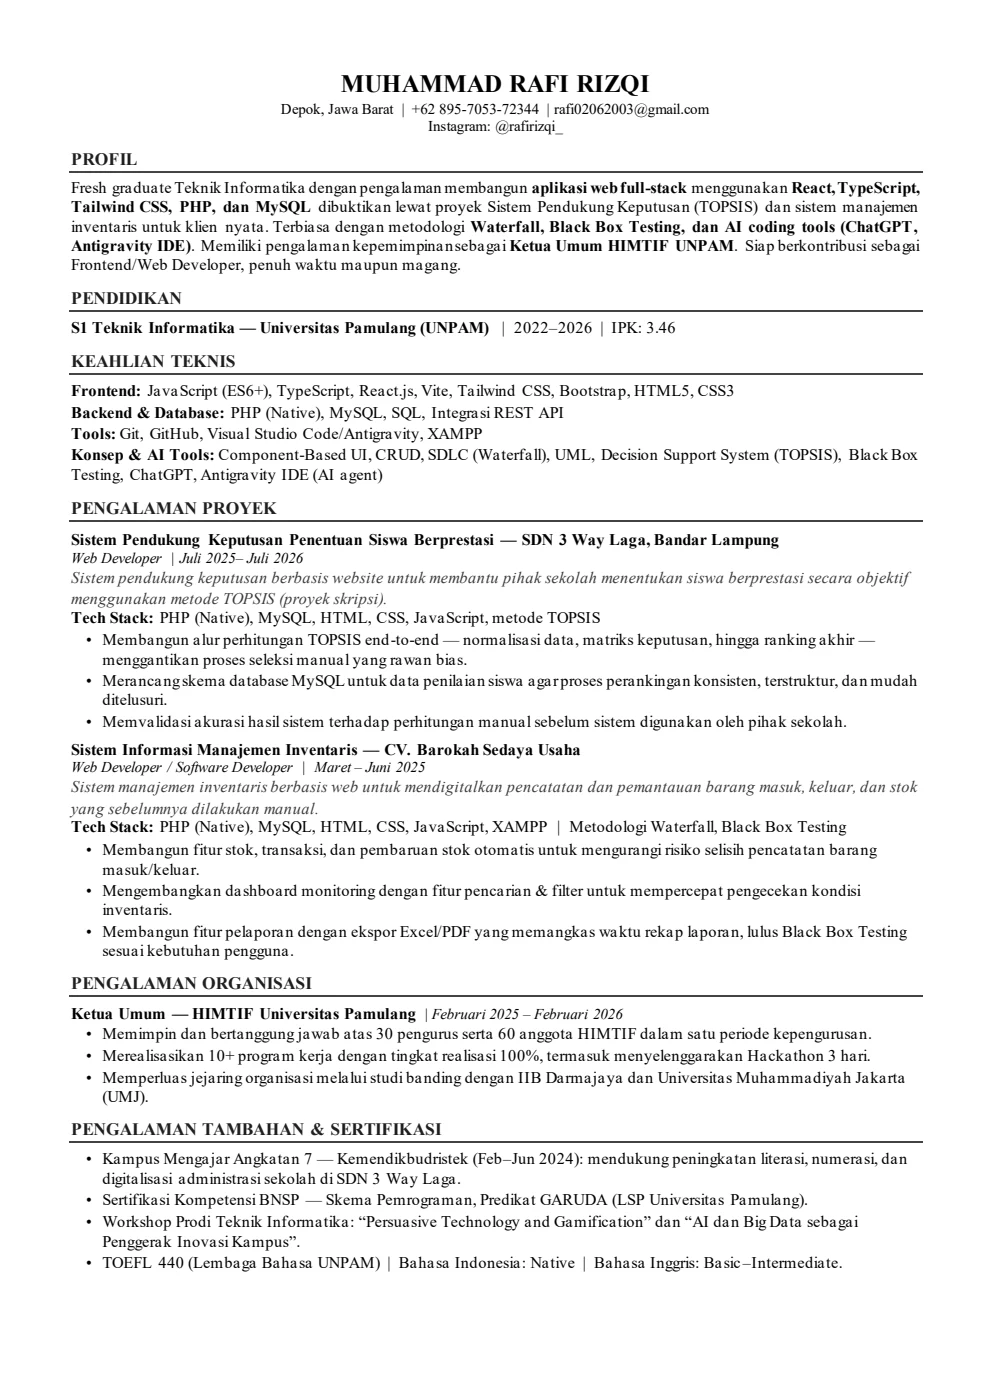 MUHAMMAD RAFI RIZQI
Depok, Jawa Barat | +62 895-7053-72344 | rafi02062003@gmail.com
Instagram: @rafirizqi_
PROFIL
Fresh graduate Teknik Informatika dengan pengalaman membangun aplikasi web full-stack menggunakan React, TypeScript,
Tailwind CSS, PHP, dan MySQL dibuktikan lewat proyek Sistem Pendukung Keputusan (TOPSIS) dan sistem manajemen
inventaris untuk klien nyata. Terbiasa dengan metodologi Waterfall, Black Box Testing, dan AI coding tools (ChatGPT,
Antigravity IDE). Memiliki pengalaman kepemimpinan sebagai Ketua Umum HIMTIF UNPAM. Siap berkontribusi sebagai
Frontend/Web Developer, penuh waktu maupun magang.
PENDIDIKAN
S1 Teknik Informatika — Universitas Pamulang (UNPAM) | 2022–2026 | IPK: 3.46
KEAHLIAN TEKNIS
Frontend: JavaScript (ES6+), TypeScript, React.js, Vite, Tailwind CSS, Bootstrap, HTML5, CSS3
Backend & Database: PHP (Native), MySQL, SQL, Integrasi REST API
Tools: Git, GitHub, Visual Studio Code/Antigravity, XAMPP
Konsep & AI Tools: Component-Based UI, CRUD, SDLC (Waterfall), UML, Decision Support System (TOPSIS), Black Box
Testing, ChatGPT, Antigravity IDE (AI agent)
PENGALAMAN PROYEK
Sistem Pendukung Keputusan Penentuan Siswa Berprestasi — SDN 3 Way Laga, Bandar Lampung
Web Developer | Juli 2025– Juli 2026
Sistem pendukung keputusan berbasis website untuk membantu pihak sekolah menentukan siswa berprestasi secara objektif
menggunakan metode TOPSIS (proyek skripsi).
Tech Stack: PHP (Native), MySQL, HTML, CSS, JavaScript, metode TOPSIS
• Membangun alur perhitungan TOPSIS end-to-end — normalisasi data, matriks keputusan, hingga ranking akhir —
menggantikan proses seleksi manual yang rawan bias.
• Merancang skema database MySQL untuk data penilaian siswa agar proses perankingan konsisten, terstruktur, dan mudah
ditelusuri.
• Memvalidasi akurasi hasil sistem terhadap perhitungan manual sebelum sistem digunakan oleh pihak sekolah.
Sistem Informasi Manajemen Inventaris — CV. Barokah Sedaya Usaha
Web Developer / Software Developer | Maret – Juni 2025
Sistem manajemen inventaris berbasis web untuk mendigitalkan pencatatan dan pemantauan barang masuk, keluar, dan stok
yang sebelumnya dilakukan manual.
Tech Stack: PHP (Native), MySQL, HTML, CSS, JavaScript, XAMPP | Metodologi Waterfall, Black Box Testing
• Membangun fitur stok, transaksi, dan pembaruan stok otomatis untuk mengurangi risiko selisih pencatatan barang
masuk/keluar.
• Mengembangkan dashboard monitoring dengan fitur pencarian & filter untuk mempercepat pengecekan kondisi
inventaris.
• Membangun fitur pelaporan dengan ekspor Excel/PDF yang memangkas waktu rekap laporan, lulus Black Box Testing
sesuai kebutuhan pengguna.
PENGALAMAN ORGANISASI
Ketua Umum — HIMTIF Universitas Pamulang | Februari 2025 – Februari 2026
• Memimpin dan bertanggung jawab atas 30 pengurus serta 60 anggota HIMTIF dalam satu periode kepengurusan.
• Merealisasikan 10+ program kerja dengan tingkat realisasi 100%, termasuk menyelenggarakan Hackathon 3 hari.
• Memperluas jejaring organisasi melalui studi banding dengan IIB Darmajaya dan Universitas Muhammadiyah Jakarta
(UMJ).
PENGALAMAN TAMBAHAN & SERTIFIKASI
• Kampus Mengajar Angkatan 7 — Kemendikbudristek (Feb–Jun 2024): mendukung peningkatan literasi, numerasi, dan
digitalisasi administrasi sekolah di SDN 3 Way Laga.
• Sertifikasi Kompetensi BNSP — Skema Pemrograman, Predikat GARUDA (LSP Universitas Pamulang).
• Workshop Prodi Teknik Informatika: “Persuasive Technology and Gamification” dan “AI dan Big Data sebagai
Penggerak Inovasi Kampus”.
• TOEFL 440 (Lembaga Bahasa UNPAM) | Bahasa Indonesia: Native | Bahasa Inggris: Basic–Intermediate.